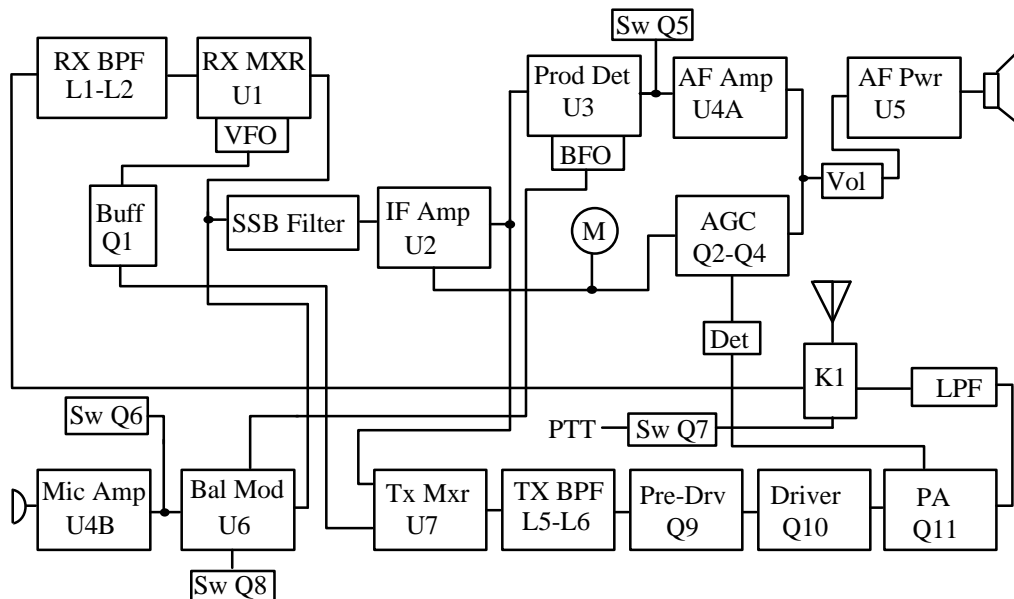 Sw Q5
RX BPF
L1-L2
RX MXR
U1
VFO
Prod Det
U3
BFO
AF Amp
U4A
AF Pwr
U5
Vol
Buff
Q1
SSB Filter
IF Amp
U2
M
AGC
Q2-Q4
Det
K1
LPF
Sw Q6
PTT
Sw Q7
Mic Amp
U4B
Bal Mod
U6
Tx Mxr
U7
TX BPF
L5-L6
Pre-Drv
Q9
Driver
Q10
PA
Q11
Sw Q8